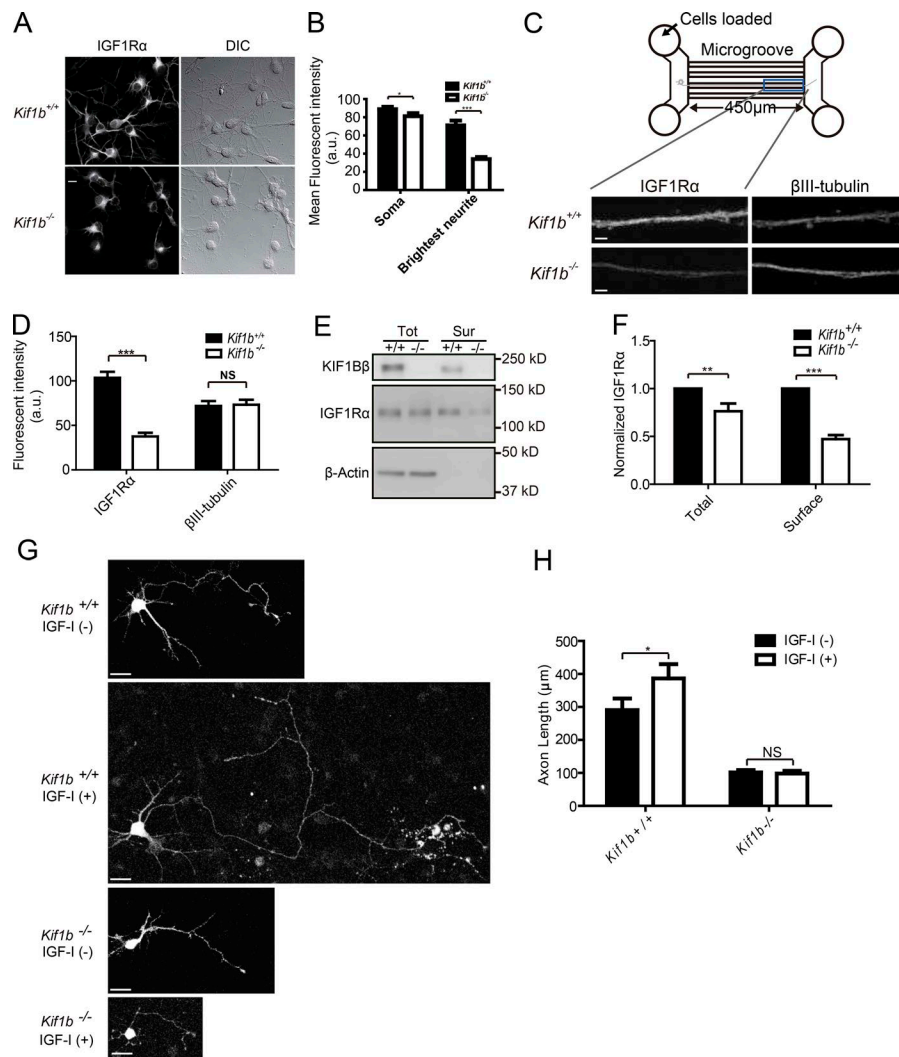 A
IGF1Rα
DIC
Kif1b+/+
Kif1b-/-
B
Mean Fluorescent intensity
(a.u.)
100
80
60
40
20
0
Kif1b+/+
Kif1b-/-
*
***
Soma
Brightest neurite
C
Cells loaded
Microgroove
450μm
IGF1Rα
βIII-tubulin
Kif1b+/+
Kif1b-/-
D
Fluorescent intensity
(a.u.)
150
100
50
0
Kif1b+/+
Kif1b-/-
***
NS
IGF1Rα
βIII-tubulin
E
Tot
Sur
+/+
-/-
+/+
-/-
KIF1Bβ
250 kD
150 kD
IGF1Rα
100 kD
50 kD
β-Actin
37 kD
F
Normalized IGF1Rα
1.5
1.0
0.5
0.0
Kif1b+/+
Kif1b-/-
**
***
Total
Surface
G
Kif1b +/+
IGF-I (-)
Kif1b +/+
IGF-I (+)
Kif1b -/-
IGF-I (-)
Kif1b -/-
IGF-I (+)
H
Axon Length (μm)
500
400
300
200
100
0
IGF-I (-)
IGF-I (+)
*
NS
Kif1b+/+
Kif1b-/-